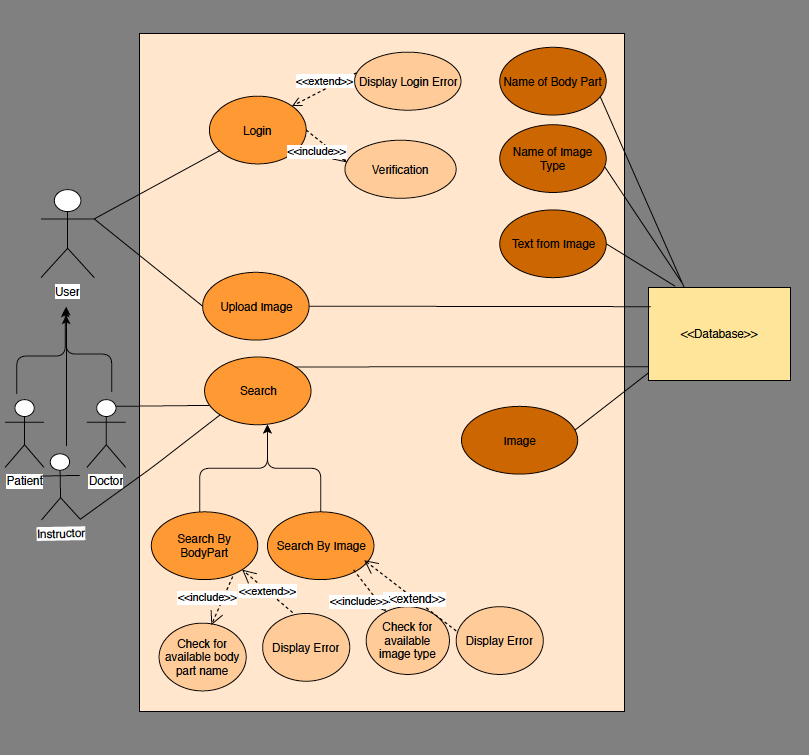 <<extend>>
Display Login Error
Name of Body Part
Login
<<include>>
Verification
Name of Image
Type
Text from Image
User
Upload Image
<<Database>>
Search
Patient
Doctor
Instructor
Image
Search By
BodyPart
Search By Image
<<include>>
<<extend>>
<<include>>
<<extend>>
Check for
available body
part name
Display Error
Check for
available
image type
Display Error